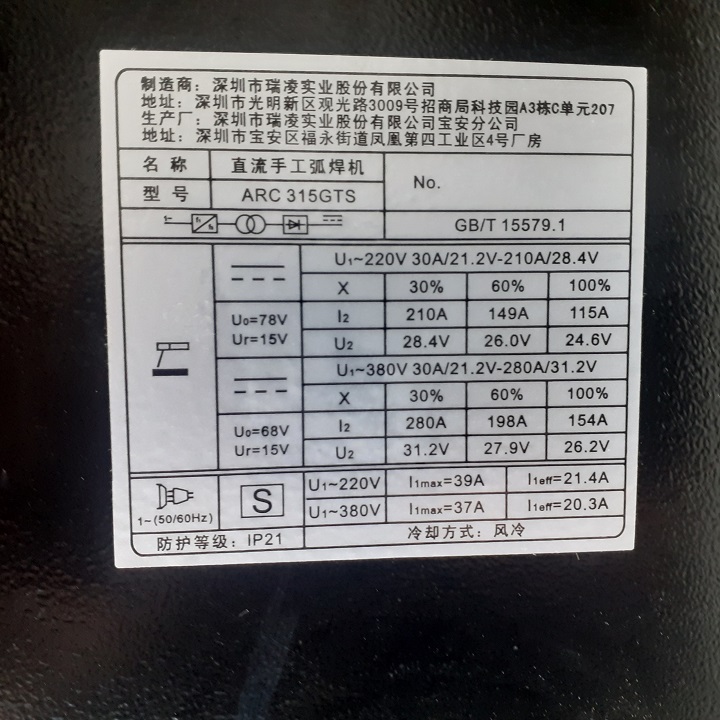 制造商：深圳市瑞凌实业股份有限公司
地址：深圳市光明新区观光路3009号招商局科技园A3栋C单元207
生产厂：深圳市瑞凌实业股份有限公司宝安分公司
地址：深圳市宝安区福永街道凤凰第四工业区4号厂房
名 称 直流手工弧焊机
型 号 ARC 315GTS
No.
GB/T 15579.1
U1~220V 30A/21.2V-210A/28.4V
X 30% 60% 100%
U0=78V
Ur=15V
I2 210A 149A 115A
U2 28.4V 26.0V 24.6V
U1~380V 30A/21.2V-280A/31.2V
X 30% 60% 100%
U0=68V
Ur=15V
I2 280A 198A 154A
U2 31.2V 27.9V 26.2V
1~(50/60Hz)
S
U1~220V I1max=39A I1eff=21.4A
U1~380V I1max=37A I1eff=20.3A
防护等级：IP21 冷却方式：风冷